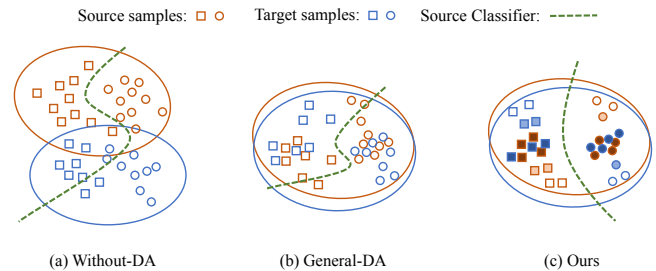 Source samples: Target samples: Source Classifier:
(a) Without-DA (b) General-DA (c) Ours